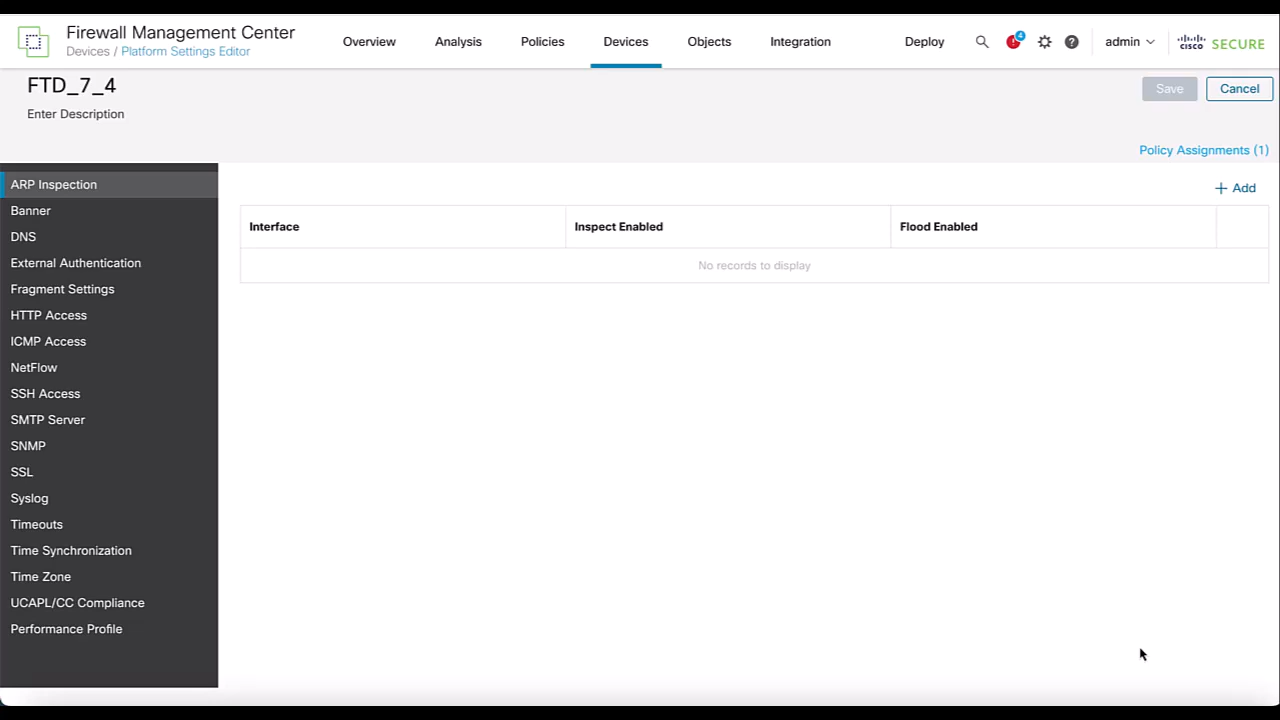 Firewall Management Center
Devices / Platform Settings Editor
Overview
Analysis
Policies
Devices
Objects
Integration
Deploy
4
admin
CISCO SECURE
FTD_7_4
Enter Description
Save
Cancel
Policy Assignments (1)
ARP Inspection
Banner
DNS
External Authentication
Fragment Settings
HTTP Access
ICMP Access
NetFlow
SSH Access
SMTP Server
SNMP
SSL
Syslog
Timeouts
Time Synchronization
Time Zone
UCAPL/CC Compliance
Performance Profile
+ Add
Interface
Inspect Enabled
Flood Enabled
No records to display